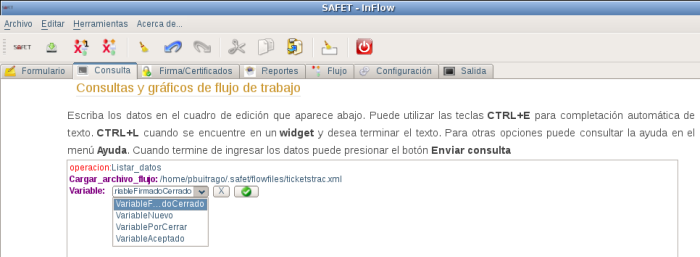 SAFET - InFlow
Archivo Editar Herramientas Acerca de...
SAFET
Formulario Consulta Firma/Certificados Reportes Flujo Configuración Salida
Consultas y gráficos de flujo de trabajo
Escriba los datos en el cuadro de edición que aparece abajo. Puede utilizar las teclas CTRL+E para completación automática de
texto. CTRL+L cuando se encuentre en un widget y desea terminar el texto. Para otras opciones puede consultar la ayuda en el
menú Ayuda. Cuando termine de ingresar los datos puede presionar el botón Enviar consulta
operacion:Listar_datos
Cargar_archivo_flujo: /home/pbuitrago/.safet/flowfiles/ticketstrac.xml
Variable: riableFirmadoCerrado X
VariableF...doCerrado
VariableNuevo
VariablePorCerrar
VariableAceptado